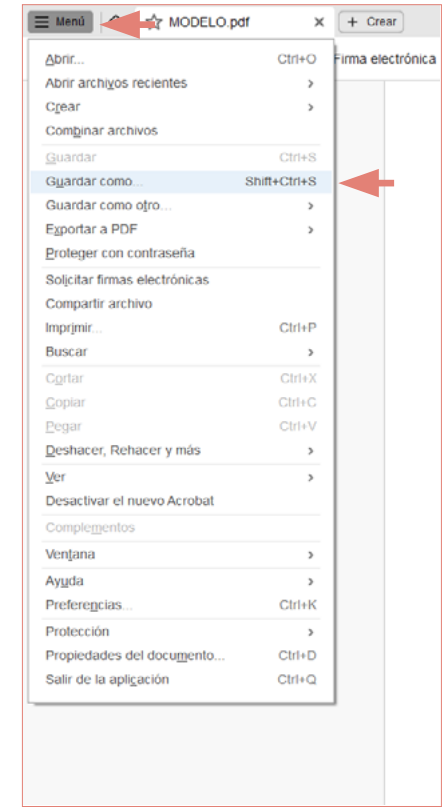 Menú MODELO.pdf × + Crear
Firma electrónica
Abrir... Ctrl+O
Abrir archivos recientes
Crear
Combinar archivos
Guardar Ctrl+S
Guardar como... Shift+Ctrl+S
Guardar como otro...
Exportar a PDF
Proteger con contraseña
Solicitar firmas electrónicas
Compartir archivo
Imprimir... Ctrl+P
Buscar
Cortar Ctrl+X
Copiar Ctrl+C
Pegar Ctrl+V
Deshacer, Rehacer y más
Ver
Desactivar el nuevo Acrobat
Complementos
Ventana
Ayuda
Preferencias... Ctrl+K
Protección
Propiedades del documento... Ctrl+D
Salir de la aplicación Ctrl+Q